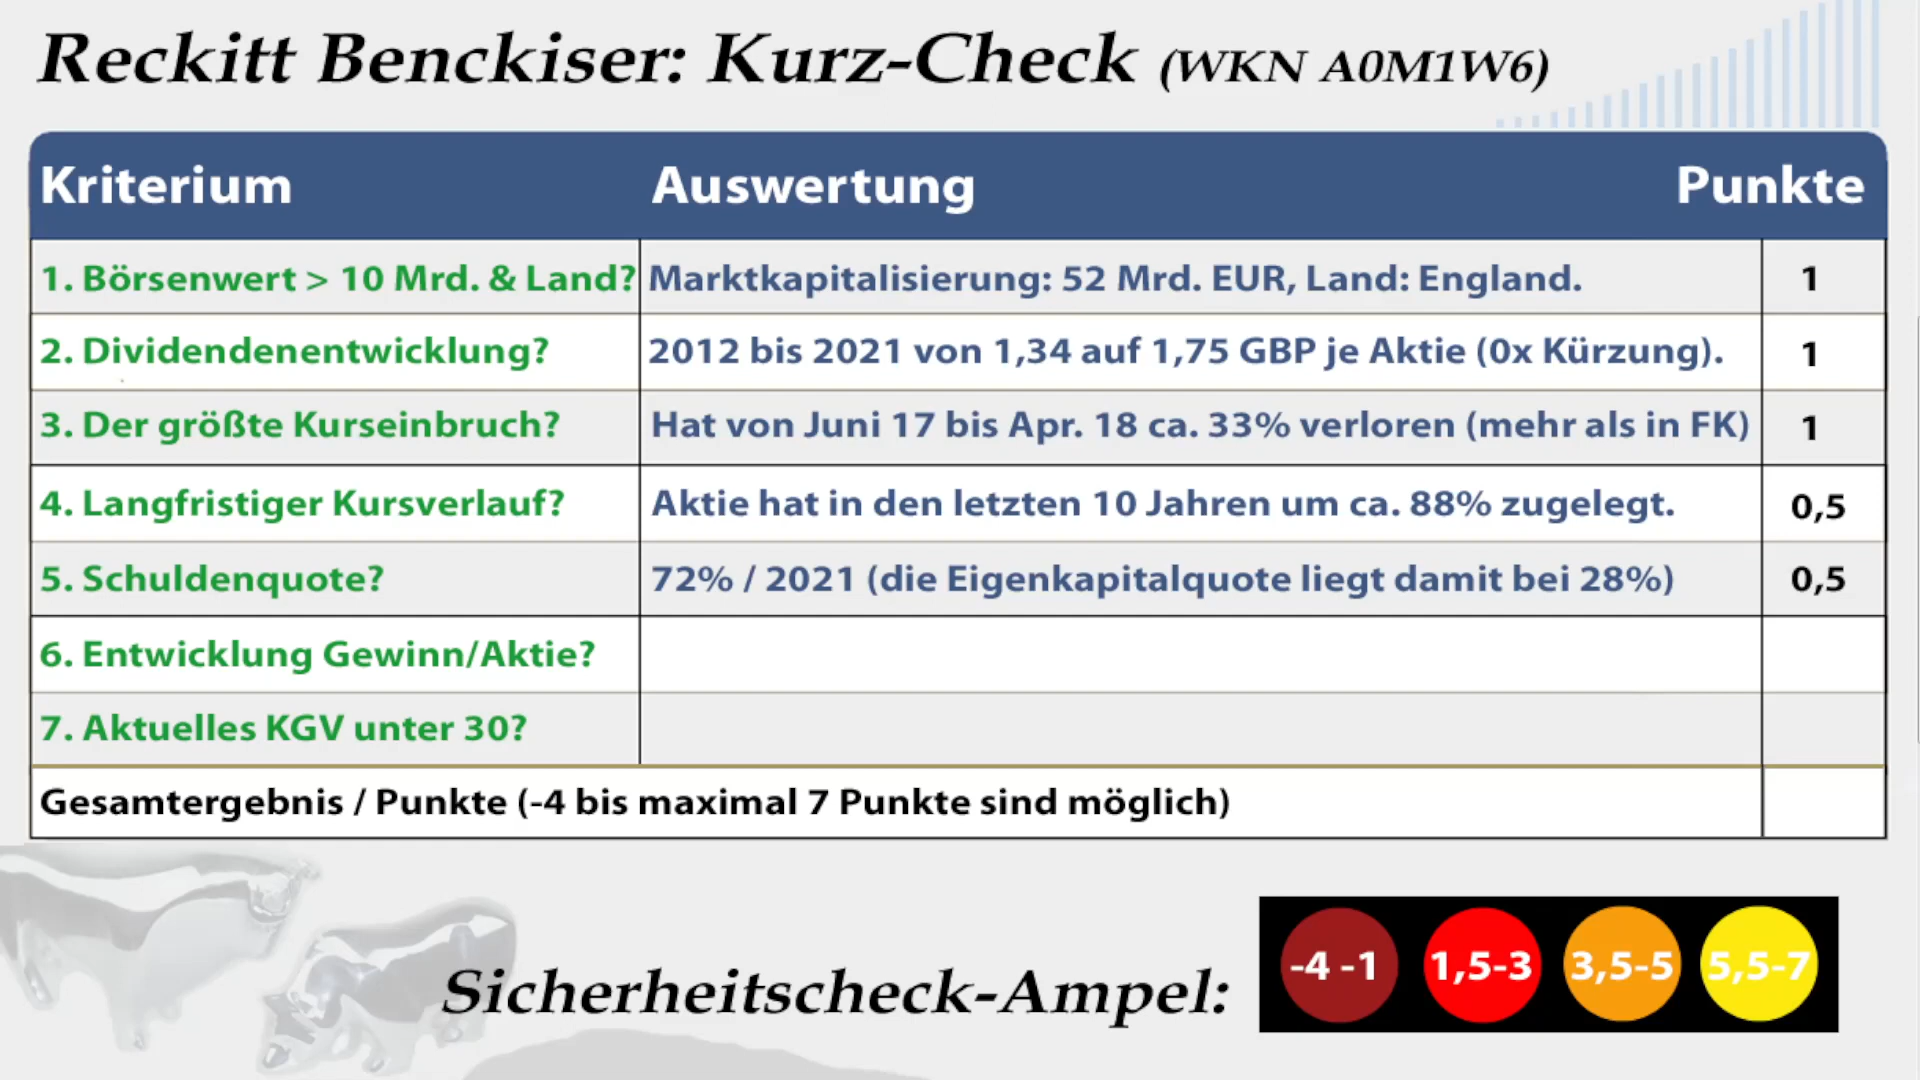 Reckitt Benckiser: Kurz-Check (WKN A0M1W6)
Kriterium Auswertung Punkte
1. Börsenwert > 10 Mrd. & Land? Marktkapitalisierung: 52 Mrd. EUR, Land: England. 1
2. Dividendenentwicklung? 2012 bis 2021 von 1,34 auf 1,75 GBP je Aktie (0x Kürzung). 1
3. Der größte Kurseinbruch? Hat von Juni 17 bis Apr. 18 ca. 33% verloren (mehr als in FK) 1
4. Langfristiger Kursverlauf? Aktie hat in den letzten 10 Jahren um ca. 88% zugelegt. 0,5
5. Schuldenquote? 72% / 2021 (die Eigenkapitalquote liegt damit bei 28%) 0,5
6. Entwicklung Gewinn/Aktie?
7. Aktuelles KGV unter 30?
Gesamtergebnis / Punkte (-4 bis maximal 7 Punkte sind möglich)
Sicherheitscheck-Ampel: -4 -1 1,5-3 3,5-5 5,5-7